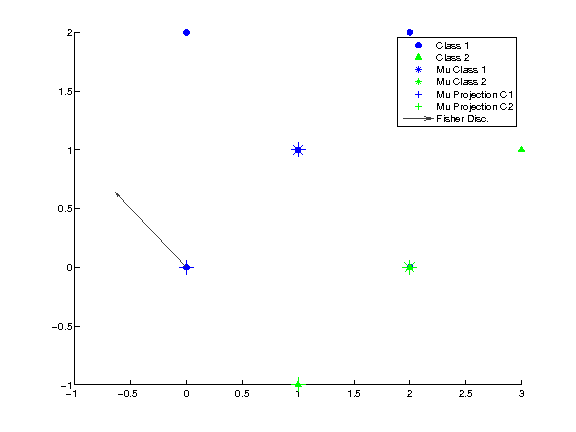 2
Class 1
Class 2
Mu Class 1
Mu Class 2
Mu Projection C1
Mu Projection C2
Fisher Disc.
1.5
1
0.5
0
−0.5
−1
−1 −0.5 0 0.5 1 1.5 2 2.5 3